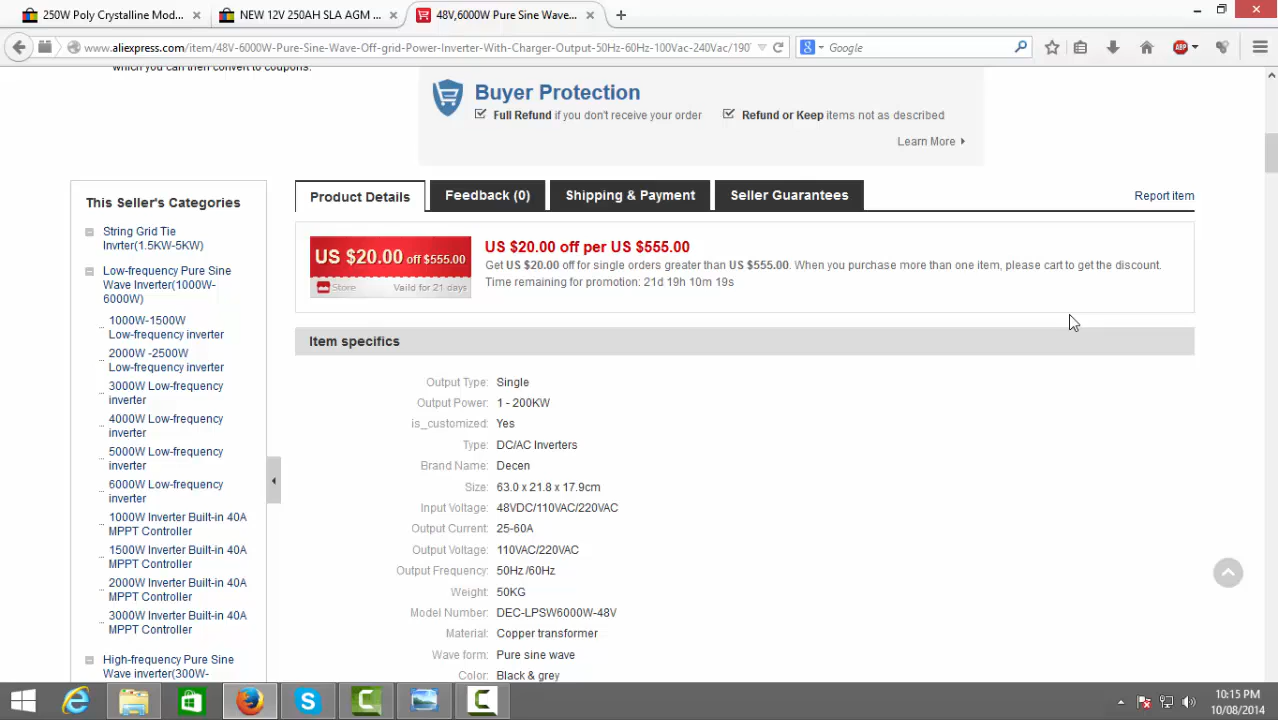 250W Poly Crystalline Mod...
NEW 12V 250AH SLA AGM ...
48V,6000W Pure Sine Wave...
www.aliexpress.com/item/48V-6000W-Pure-Sine-Wave-Off-grid-Power-Inverter-With-Charger-Output-50Hz-60Hz-100Vac-240Vac/190
Google
ABP
which you can then convert to coupons.
Buyer Protection
Full Refund if you don't receive your order
Refund or Keep items not as described
Learn More
This Seller's Categories
String Grid Tie
Invrter(1.5KW-5KW)
Low-frequency Pure Sine
Wave Inverter(1000W-
6000W)
1000W-1500W
Low-frequency inverter
2000W -2500W
Low-frequency inverter
3000W Low-frequency
inverter
4000W Low-frequency
inverter
5000W Low-frequency
inverter
6000W Low-frequency
inverter
1000W Inverter Built-in 40A
MPPT Controller
1500W Inverter Built-in 40A
MPPT Controller
2000W Inverter Built-in 40A
MPPT Controller
3000W Inverter Built-in 40A
MPPT Controller
High-frequency Pure Sine
Wave inverter(300W-
Product Details
Feedback (0)
Shipping & Payment
Seller Guarantees
Report item
US $20.00 off $555.00
Store
Vaild for 21 days
US $20.00 off per US $555.00
Get US $20.00 off for single orders greater than US $555.00. When you purchase more than one item, please cart to get the discount.
Time remaining for promotion: 21d 19h 10m 19s
Item specifics
Output Type: Single
Output Power: 1 - 200KW
is_customized: Yes
Type: DC/AC Inverters
Brand Name: Decen
Size: 63.0 x 21.8 x 17.9cm
Input Voltage: 48VDC/110VAC/220VAC
Output Current: 25-60A
Output Voltage: 110VAC/220VAC
Output Frequency: 50Hz /60Hz
Weight: 50KG
Model Number: DEC-LPSW6000W-48V
Material: Copper transformer
Wave form: Pure sine wave
Color: Black & grey
10:15 PM
10/08/2014